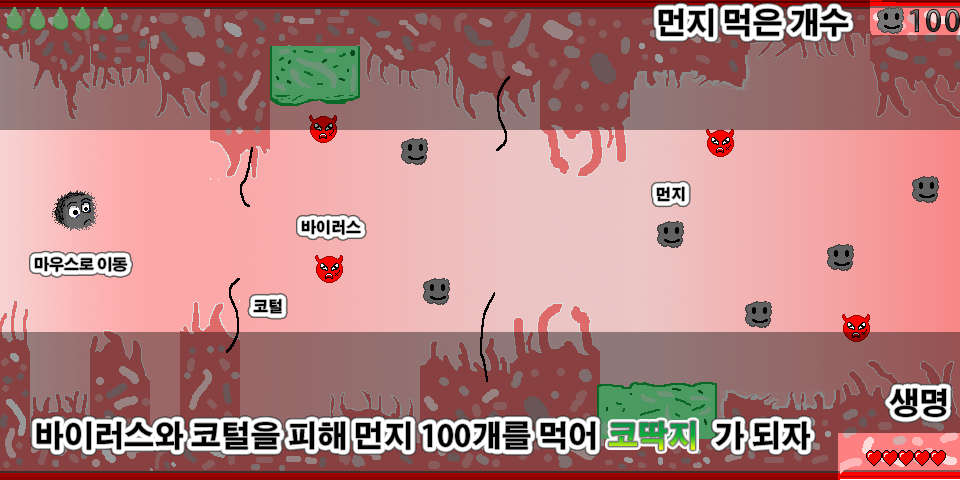 먼지 먹은 개수
100
먼지
바이러스
마우스로 이동
코털
생명
바이러스와 코털을 피해 먼지 100개를 먹어 코딱지 가 되자